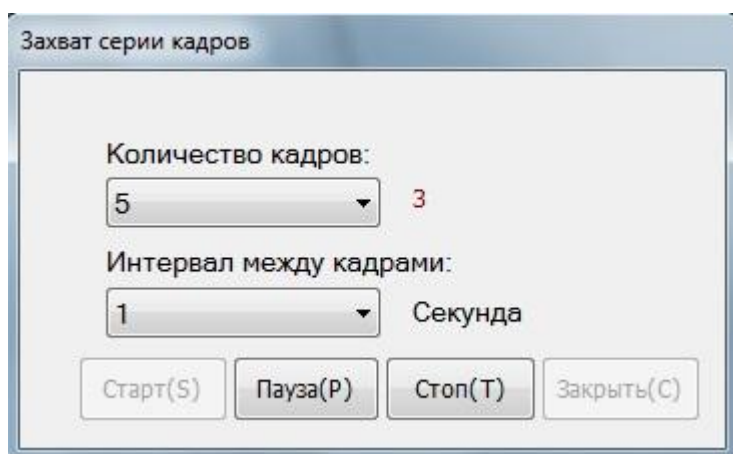 Захват серии кадров
Количество кадров:
5 3
Интервал между кадрами:
1 Секунда
Старт(S) Пауза(P) Стоп(T) Закрыть(C)